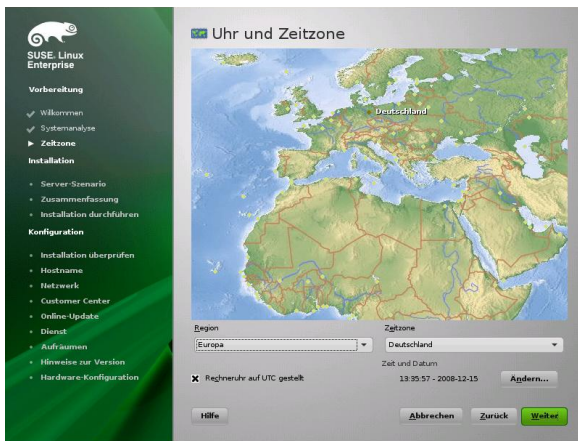 SUSE. Linux
Enterprise
Vorbereitung
Willkommen
Systemanalyse
Zeitzone
Installation
Server-Szenario
Zusammenfassung
Installation durchführen
Konfiguration
Installation überprüfen
Hostname
Netzwerk
Customer Center
Online-Update
Dienst
Aufräumen
Hinweise zur Version
Hardware-Konfiguration
Uhr und Zeitzone
Deutschland
Region
Europa
Zeitzone
Deutschland
Rechneruhr auf UTC gestellt
Zeit und Datum
13:35:57 - 2008-12-15
Ändern...
Hilfe
Abbrechen
Zurück
Weiter